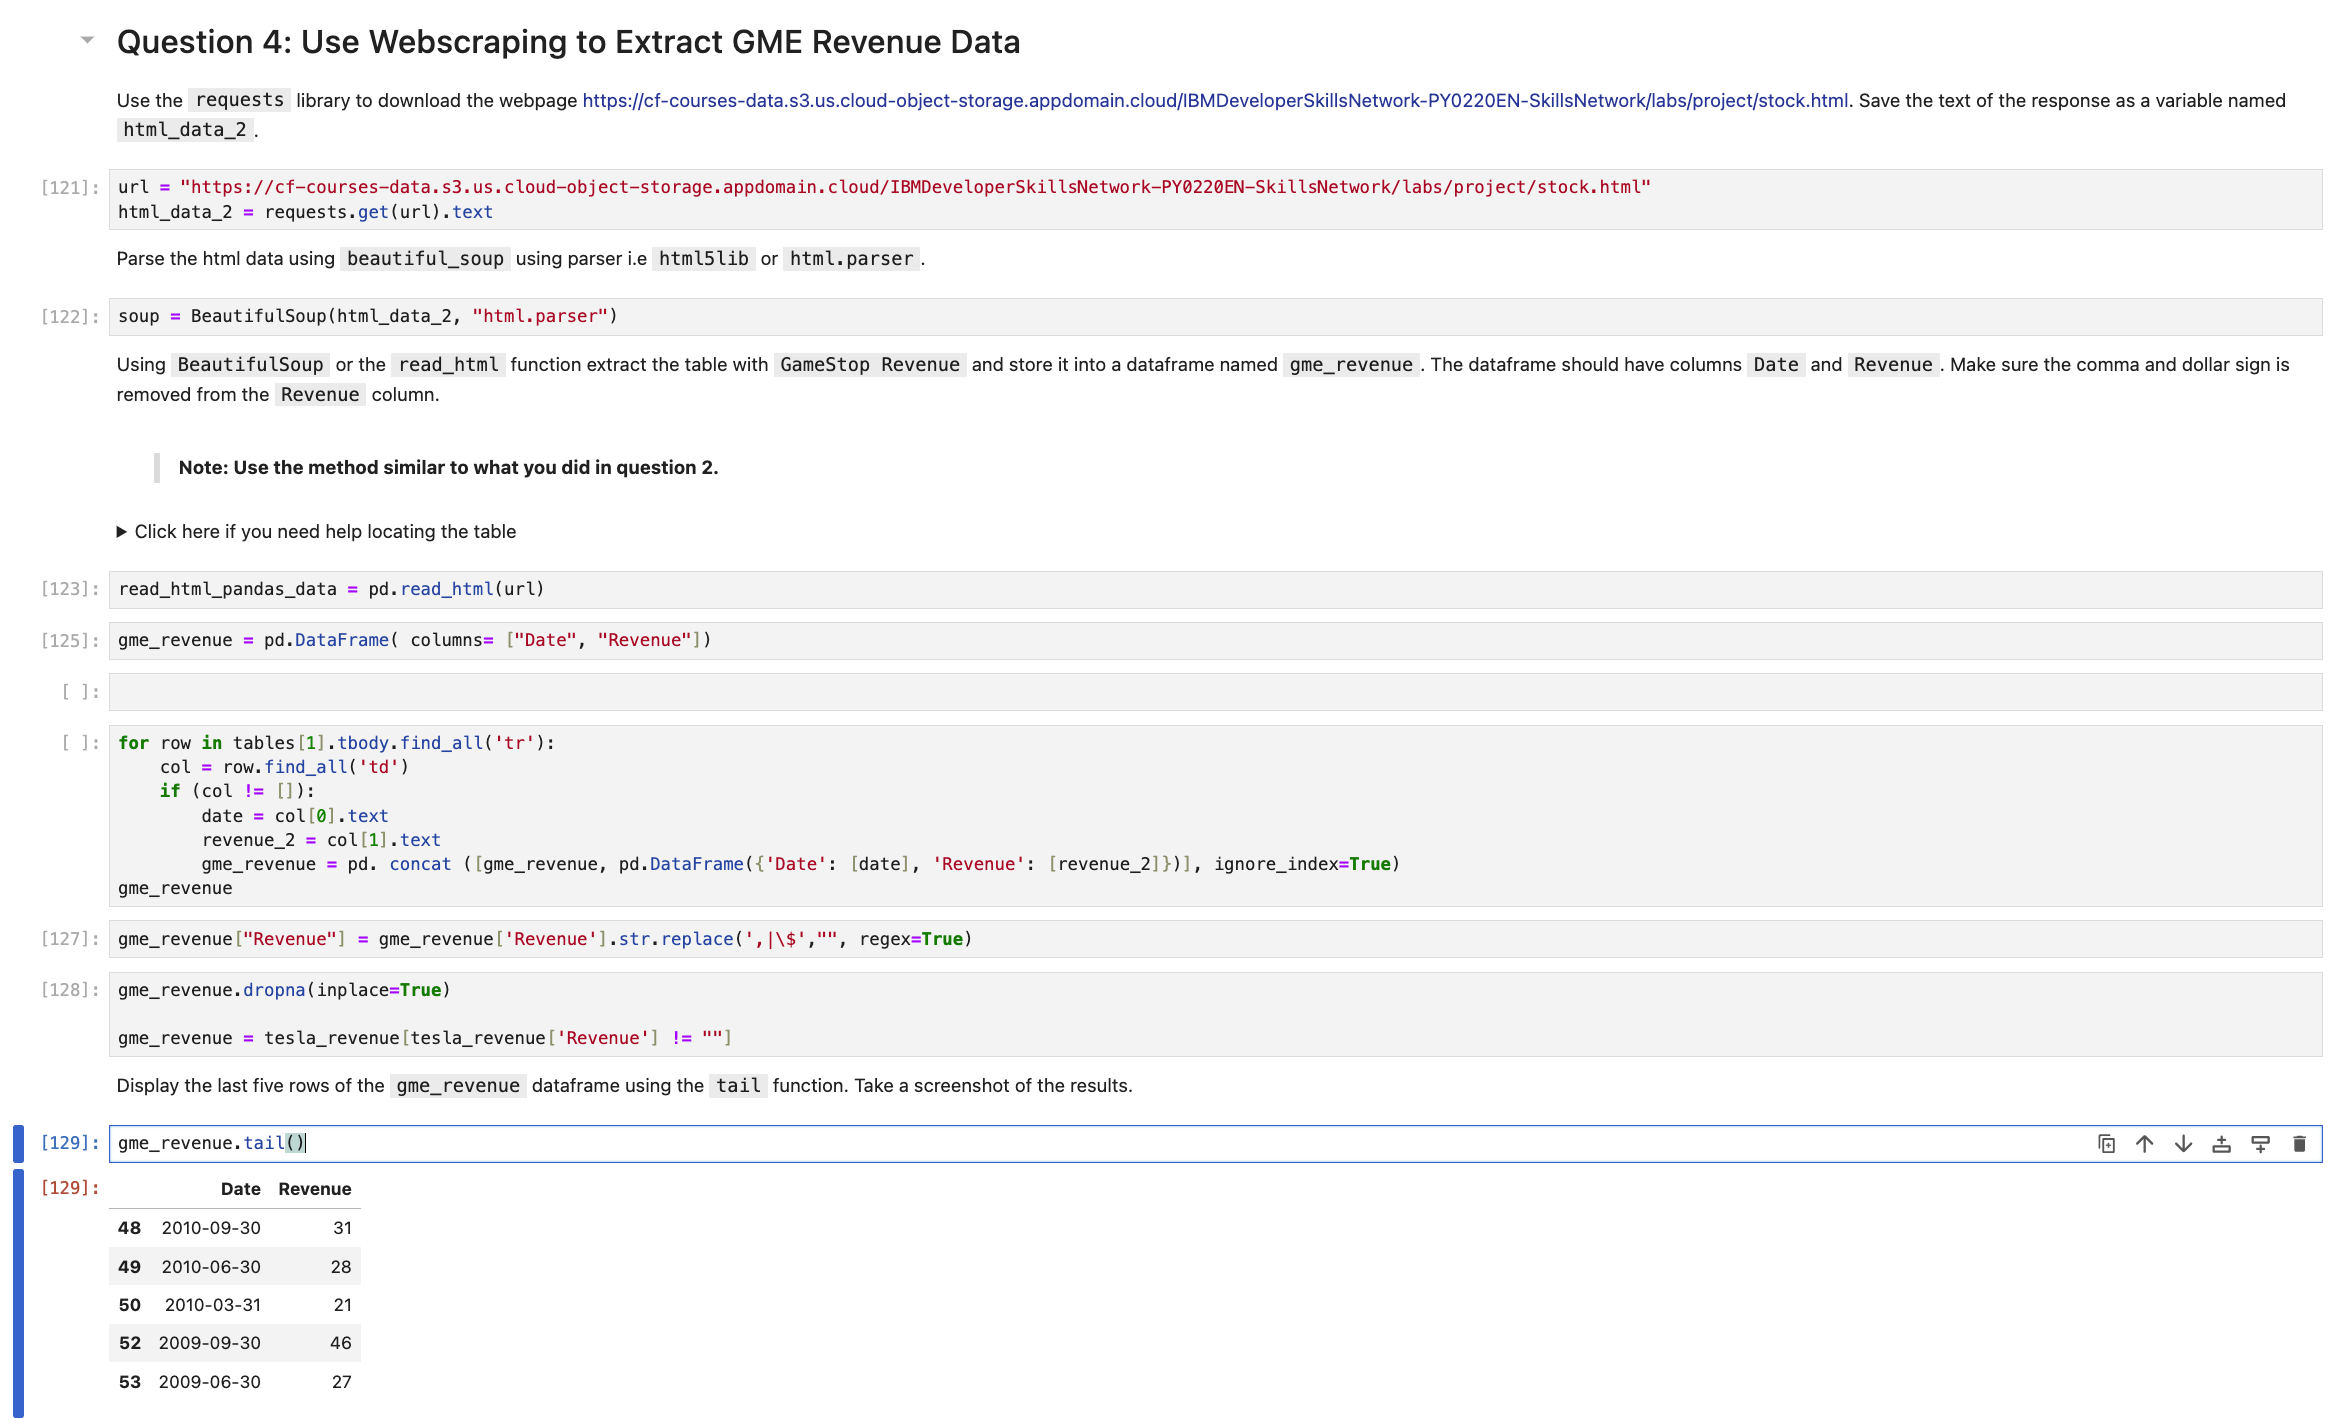 Question 4: Use Webscraping to Extract GME Revenue Data
Use the requests library to download the webpage https://cf-courses-data.s3.us.cloud-object-storage.appdomain.cloud/IBMDeveloperSkillsNetwork-PY0220EN-SkillsNetwork/labs/project/stock.html. Save the text of the response as a variable named
html_data_2.
[121]: url = "https://cf-courses-data.s3.us.cloud-object-storage.appdomain.cloud/IBMDeveloperSkillsNetwork-PY0220EN-SkillsNetwork/labs/project/stock.html"
html_data_2 = requests.get(url).text
Parse the html data using beautiful_soup using parser i.e html5lib or html.parser.
[122]: soup = BeautifulSoup(html_data_2, "html.parser")
Using BeautifulSoup or the read_html function extract the table with GameStop Revenue and store it into a dataframe named gme_revenue. The dataframe should have columns Date and Revenue. Make sure the comma and dollar sign is
removed from the Revenue column.
Note: Use the method similar to what you did in question 2.
Click here if you need help locating the table
[123]: read_html_pandas_data = pd.read_html(url)
[125]: gme_revenue = pd.DataFrame( columns= ["Date", "Revenue"])
[ ]:
[ ]: for row in tables[1].tbody.find_all('tr'):
    col = row.find_all('td')
    if (col != []):
        date = col[0].text
        revenue_2 = col[1].text
        gme_revenue = pd. concat ([gme_revenue, pd.DataFrame({'Date': [date], 'Revenue': [revenue_2]})], ignore_index=True)
gme_revenue
[127]: gme_revenue["Revenue"] = gme_revenue['Revenue'].str.replace(',|\$',"", regex=True)
[128]: gme_revenue.dropna(inplace=True)
gme_revenue = tesla_revenue[tesla_revenue['Revenue'] != ""]
Display the last five rows of the gme_revenue dataframe using the tail function. Take a screenshot of the results.
[129]: gme_revenue.tail()
[129]: Date Revenue
48 2010-09-30 31
49 2010-06-30 28
50 2010-03-31 21
52 2009-09-30 46
53 2009-06-30 27